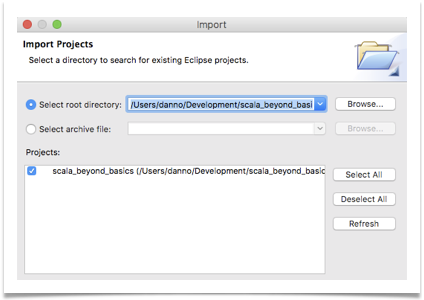 Import
Import Projects
Select a directory to search for existing Eclipse projects.
Select root directory: /Users/danno/Development/scala_beyond_basi Browse...
Select archive file: Browse...
Projects:
scala_beyond_basics (/Users/danno/Development/scala_beyond_basic Select All
Deselect All
Refresh